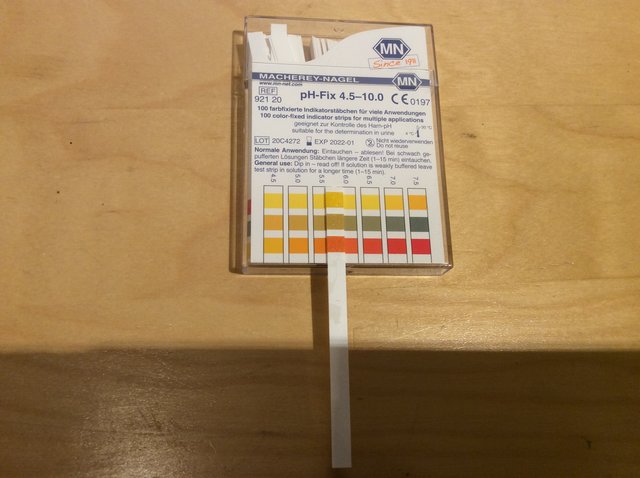 MN
Since 1911
MACHEREY-NAGEL
www.mn-net.com
MN
REF
921 20
pH-Fix 4.5–10.0
CE 0197
100 farbfixierte Indikatorstäbchen für viele Anwendungen
100 color-fixed indicator strips for multiple applications
geeignet zur Kontrolle des Harn-pH
suitable for the determination in urine
LOT 20C4272
EXP 2022-01
Nicht wiederverwenden
Do not reuse
Normale Anwendung: Eintauchen – ablesen! Bei schwach ge-
pufferten Lösungen Stäbchen längere Zeit (1–15 min) eintauchen.
General use: Dip in – read off! If solution is weakly buffered leave
test strip in solution for a longer time (1–15 min).
4.5 5.0 5.5 6.0 6.5 7.0 7.5